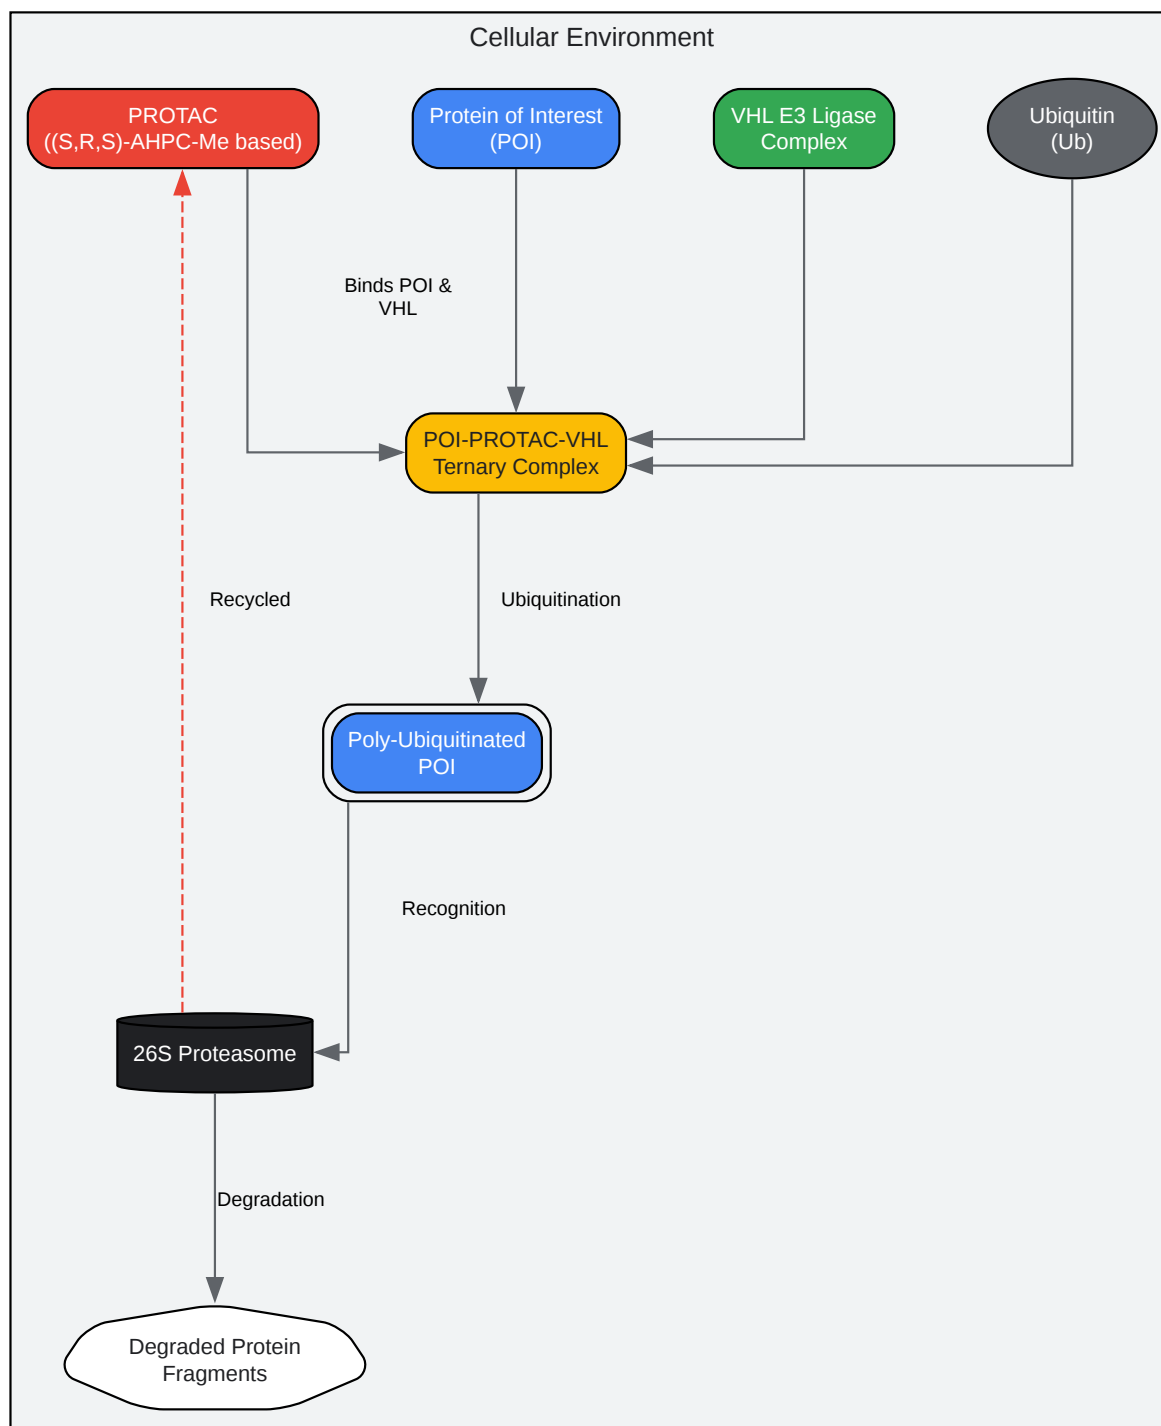 Cellular Environment
PROTAC
((S,R,S)-AHPC-Me based)
Protein of Interest
(POI)
VHL E3 Ligase
Complex
Ubiquitin
(Ub)
Binds POI &
VHL
POI-PROTAC-VHL
Ternary Complex
Recycled
Ubiquitination
Poly-Ubiquitinated
POI
Recognition
26S Proteasome
Degradation
Degraded Protein
Fragments